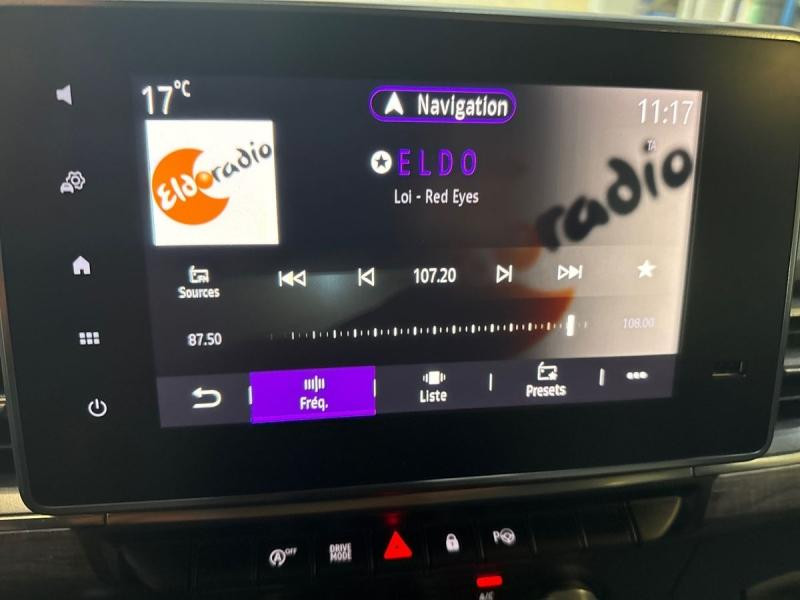 17°C
Navigation
11:17
TA
Eldoradio
ELDO
Loi - Red Eyes
radio
FM
Sources
107.20
87.50
108.00
Fréq.
Liste
Presets
A OFF
DRIVE MODE
P
A/C